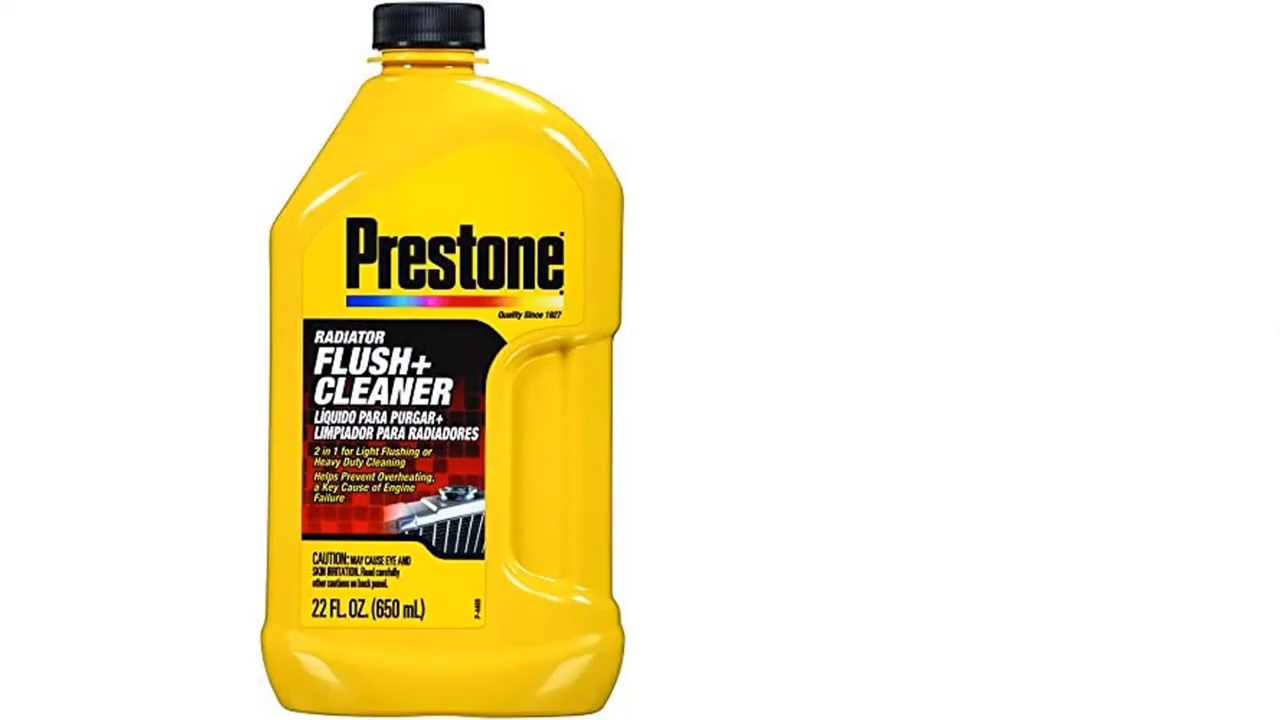 Prestone
Quality Since 1927
RADIATOR
FLUSH+
CLEANER
LÍQUIDO PARA PURGAR+
LIMPIADOR PARA RADIADORES
2 in 1 for Light Flushing or
Heavy Duty Cleaning
Helps Prevent Overheating,
a Key Cause of Engine
Failure
CAUTION: MAY CAUSE EYE AND
SKIN IRRITATION. Read carefully
other cautions on back panel.
22 FL. OZ. (650 mL)